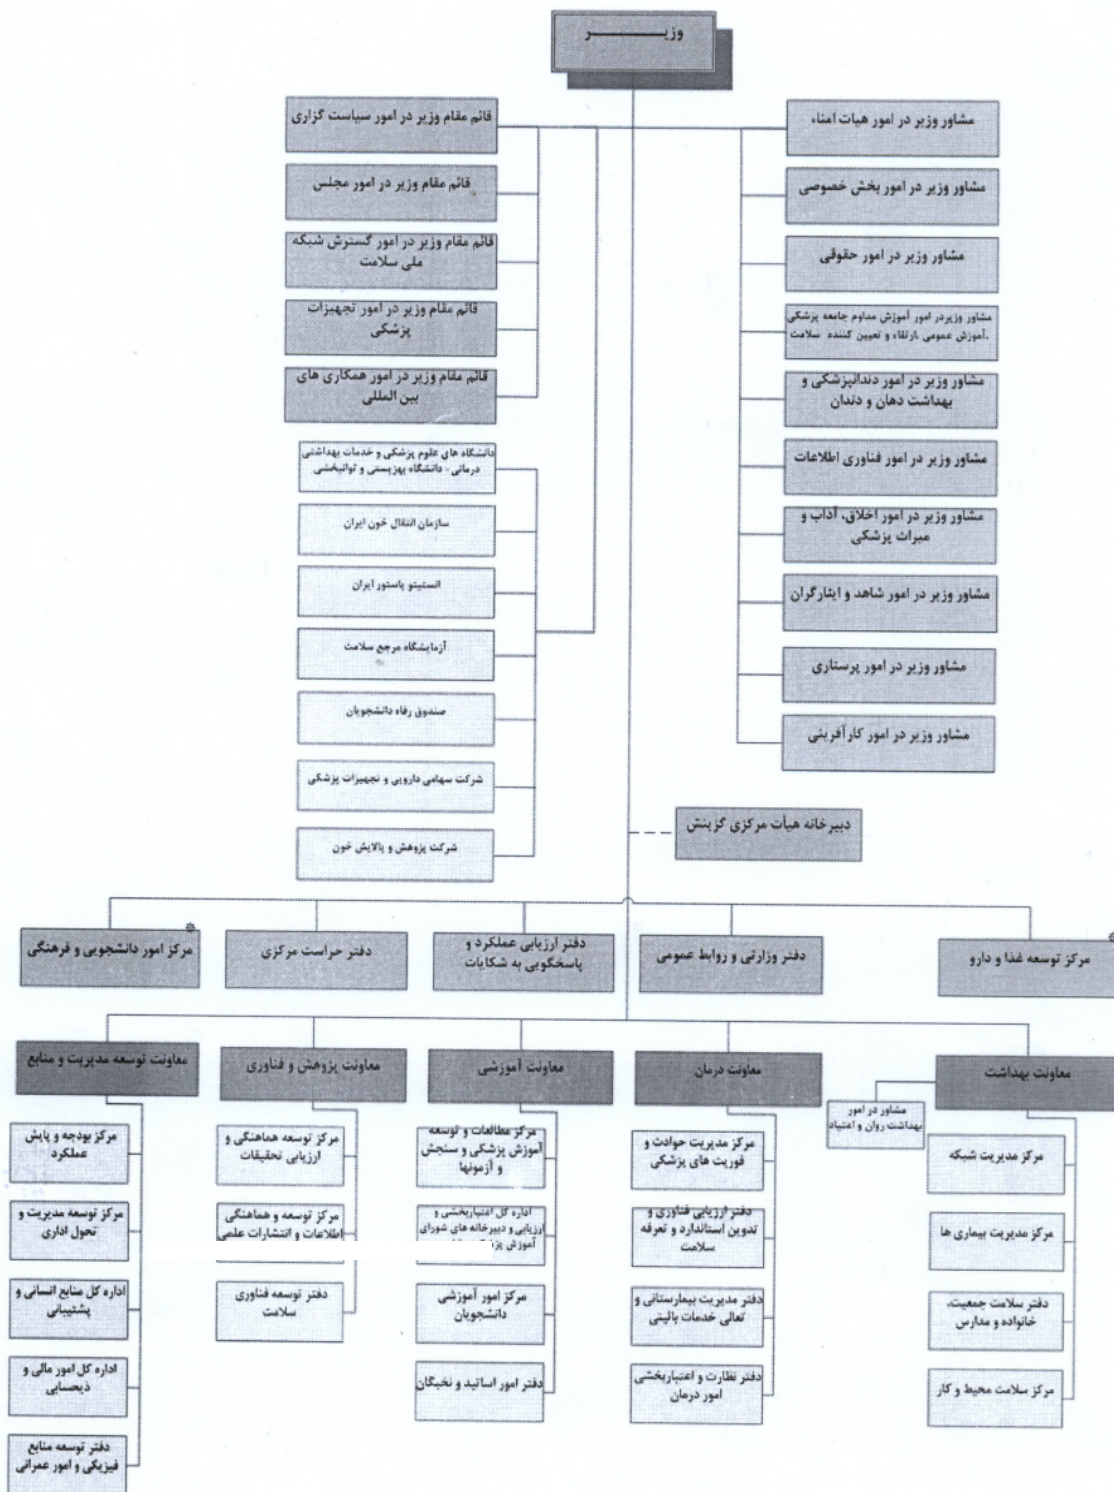 وزیـــــــــــر
مشاور وزیر در امور هیات امناء
مشاور وزیر در امور بخش خصوصی
مشاور وزیر در امور حقوقی
مشاور وزیردر امور آموزش مداوم جامعه پزشکی
،آموزش عمومی ،ارتقاء و تعیین کننده سلامت
مشاور وزیر در امور دندانپزشکی و
بهداشت دهان و دندان
مشاور وزیر در امور فناوری اطلاعات
مشاور وزیر در امور اخلاق، آداب و
میراث پزشکی
مشاور وزیر در امور شاهد و ایثارگران
مشاور وزیر در امور پرستاری
مشاور وزیر در امور کارآفرینی
قائم مقام وزیر در امور سیاست گزاری
قائم مقام وزیر در امور مجلس
قائم مقام وزیر در امور گسترش شبکه
ملی سلامت
قائم مقام وزیر در امور تجهیزات
پزشکی
قائم مقام وزیر در امور همکاری های
بین المللی
دانشگاه های علوم پزشکی و خدمات بهداشتی
درمانی- دانشگاه بهزیستی و توانبخشی
سازمان انتقال خون ایران
انستیتو پاستور ایران
آزمایشگاه مرجع سلامت
صندوق رفاه دانشجویان
شرکت سهامی دارویی و تجهیزات پزشکی
شرکت پژوهش و پالایش خون
دبیرخانه هیأت مرکزی گزینش
مرکز توسعه غذا و دارو
دفتر وزارتی و روابط عمومی
دفتر ارزیابی عملکرد و
پاسخگویی به شکایات
دفتر حراست مرکزی
مرکز امور دانشجویی و فرهنگی
معاونت بهداشت
مشاور در امور
بهداشت روان و اعتیاد
مرکز مدیریت شبکه
مرکز مدیریت بیماری ها
دفتر سلامت جمعیت،
خانواده و مدارس
مرکز سلامت محیط و کار
معاونت درمان
مرکز مدیریت حوادث و
فوریت های پزشکی
دفتر ارزیابی فناوری و
تدوین استاندارد و تعرفه
سلامت
دفتر مدیریت بیمارستانی و
تعالی خدمات بالینی
دفتر نظارت و اعتباربخشی
امور درمان
معاونت آموزشی
مرکز مطالعات و توسعه
آموزش پزشکی و سنجش
و آزمونها
اداره کل اعتباربخشی و
ارزیابی و دبیرخانه های شورای
آموزش
مرکز امور آموزشی
دانشجویان
دفتر امور اساتید و نخبگان
معاونت پژوهش و فناوری
مرکز توسعه هماهنگی و
ارزیابی تحقیقات
مرکز توسعه و هماهنگی
اطلاعات و انتشارات علمی
دفتر توسعه فناوری
سلامت
معاونت توسعه مدیریت و منابع
مرکز بودجه و پایش
عملکرد
مرکز توسعه مدیریت و
تحول اداری
اداره کل منابع انسانی و
پشتیبانی
اداره کل امور مالی و
ذیحسابی
دفتر توسعه منابع
فیزیکی و امور عمرانی